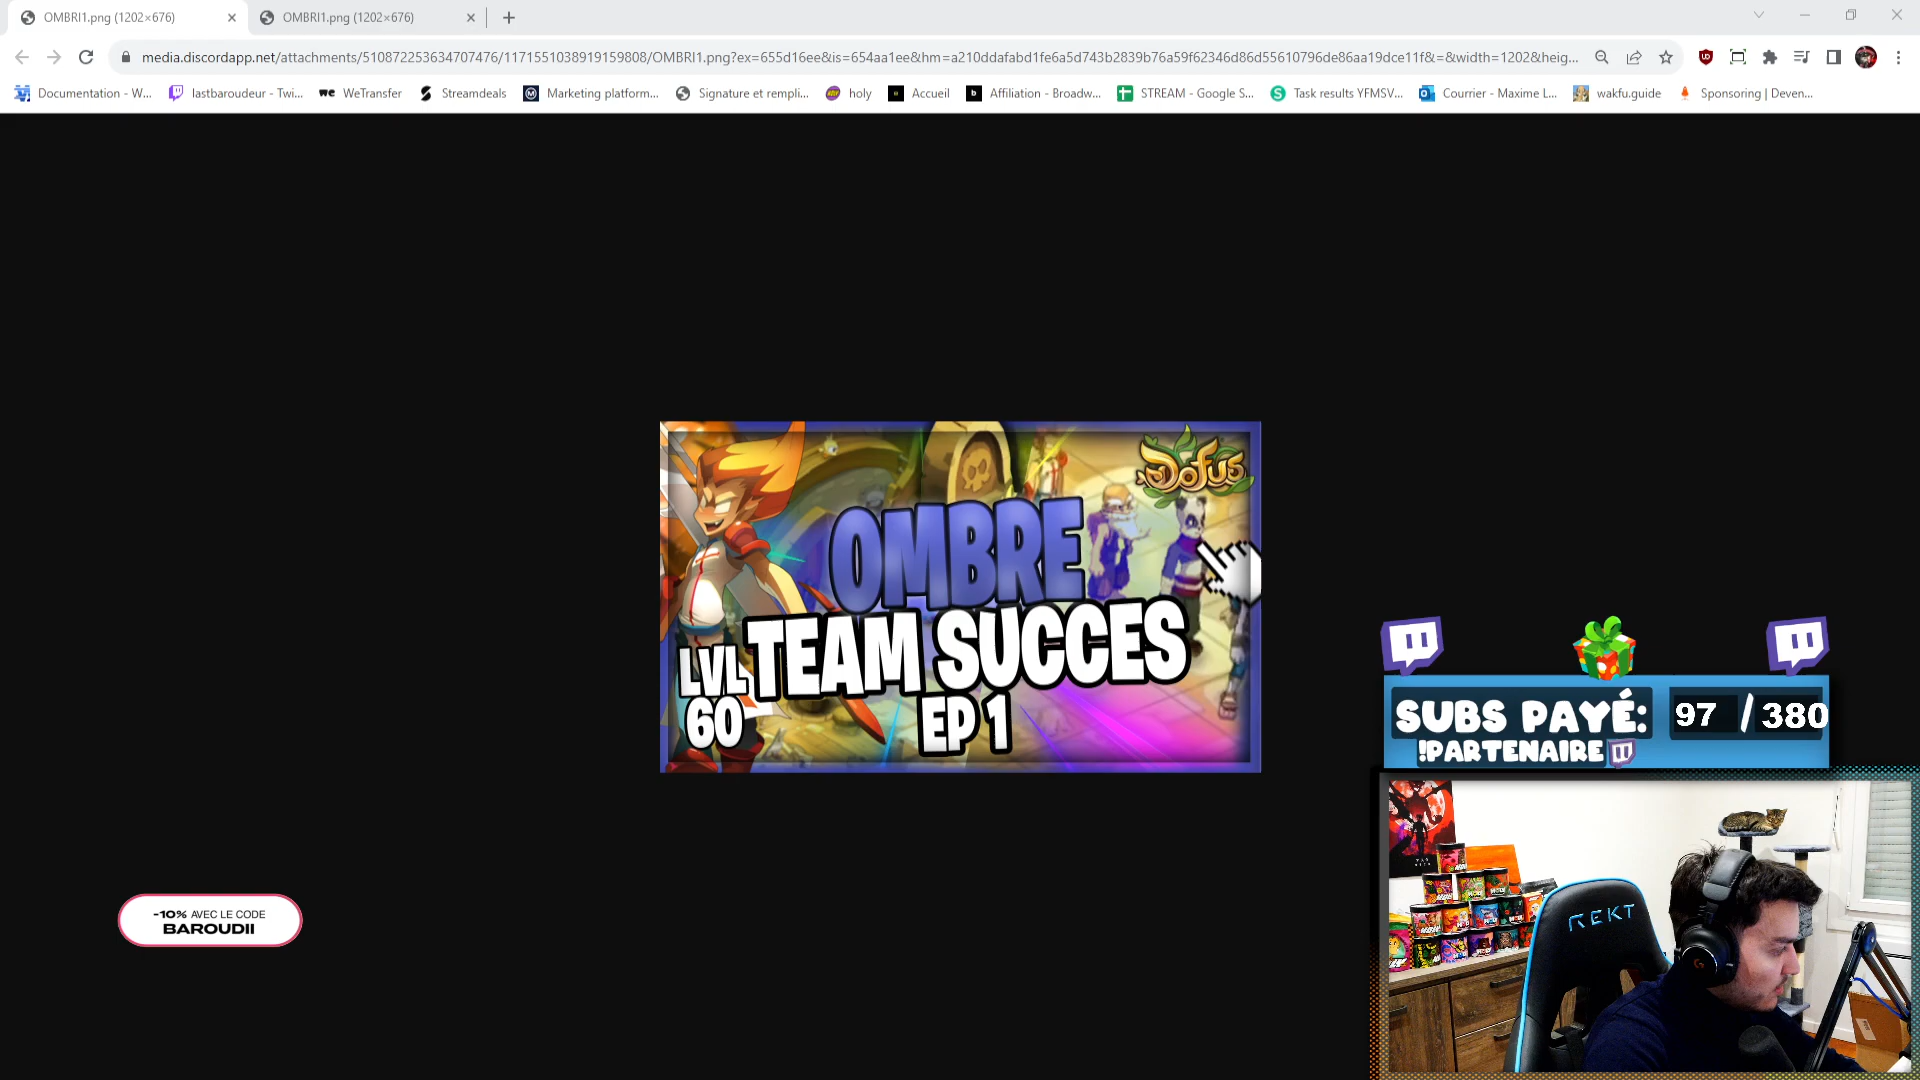 OMBRI1.png (1202×676)
OMBRI1.png (1202×676)
media.discordapp.net/attachments/510872253634707476/1171551038919159808/OMBRI1.png?ex=655d16ee&is=654aa1ee&hm=a210ddafabd1fe6a5d743b2839b76a59f62346d86d55610796de86aa19dce11f&=&width=1202&heig...
Documentation - W...
lastbaroudeur - Twi...
WeTransfer
Streamdeals
Marketing platform...
Signature et rempli...
holy
Accueil
Affiliation - Broadw...
STREAM - Google S...
Task results YFMSV...
Courrier - Maxime L...
wakfu.guide
Sponsoring | Deven...
DOFUS
OMBRE
TEAM SUCCES
LVL
60
EP 1
SUBS PAYÉ: 97 / 380
!PARTENAIRE
-10% AVEC LE CODE
BAROUDII
REKT